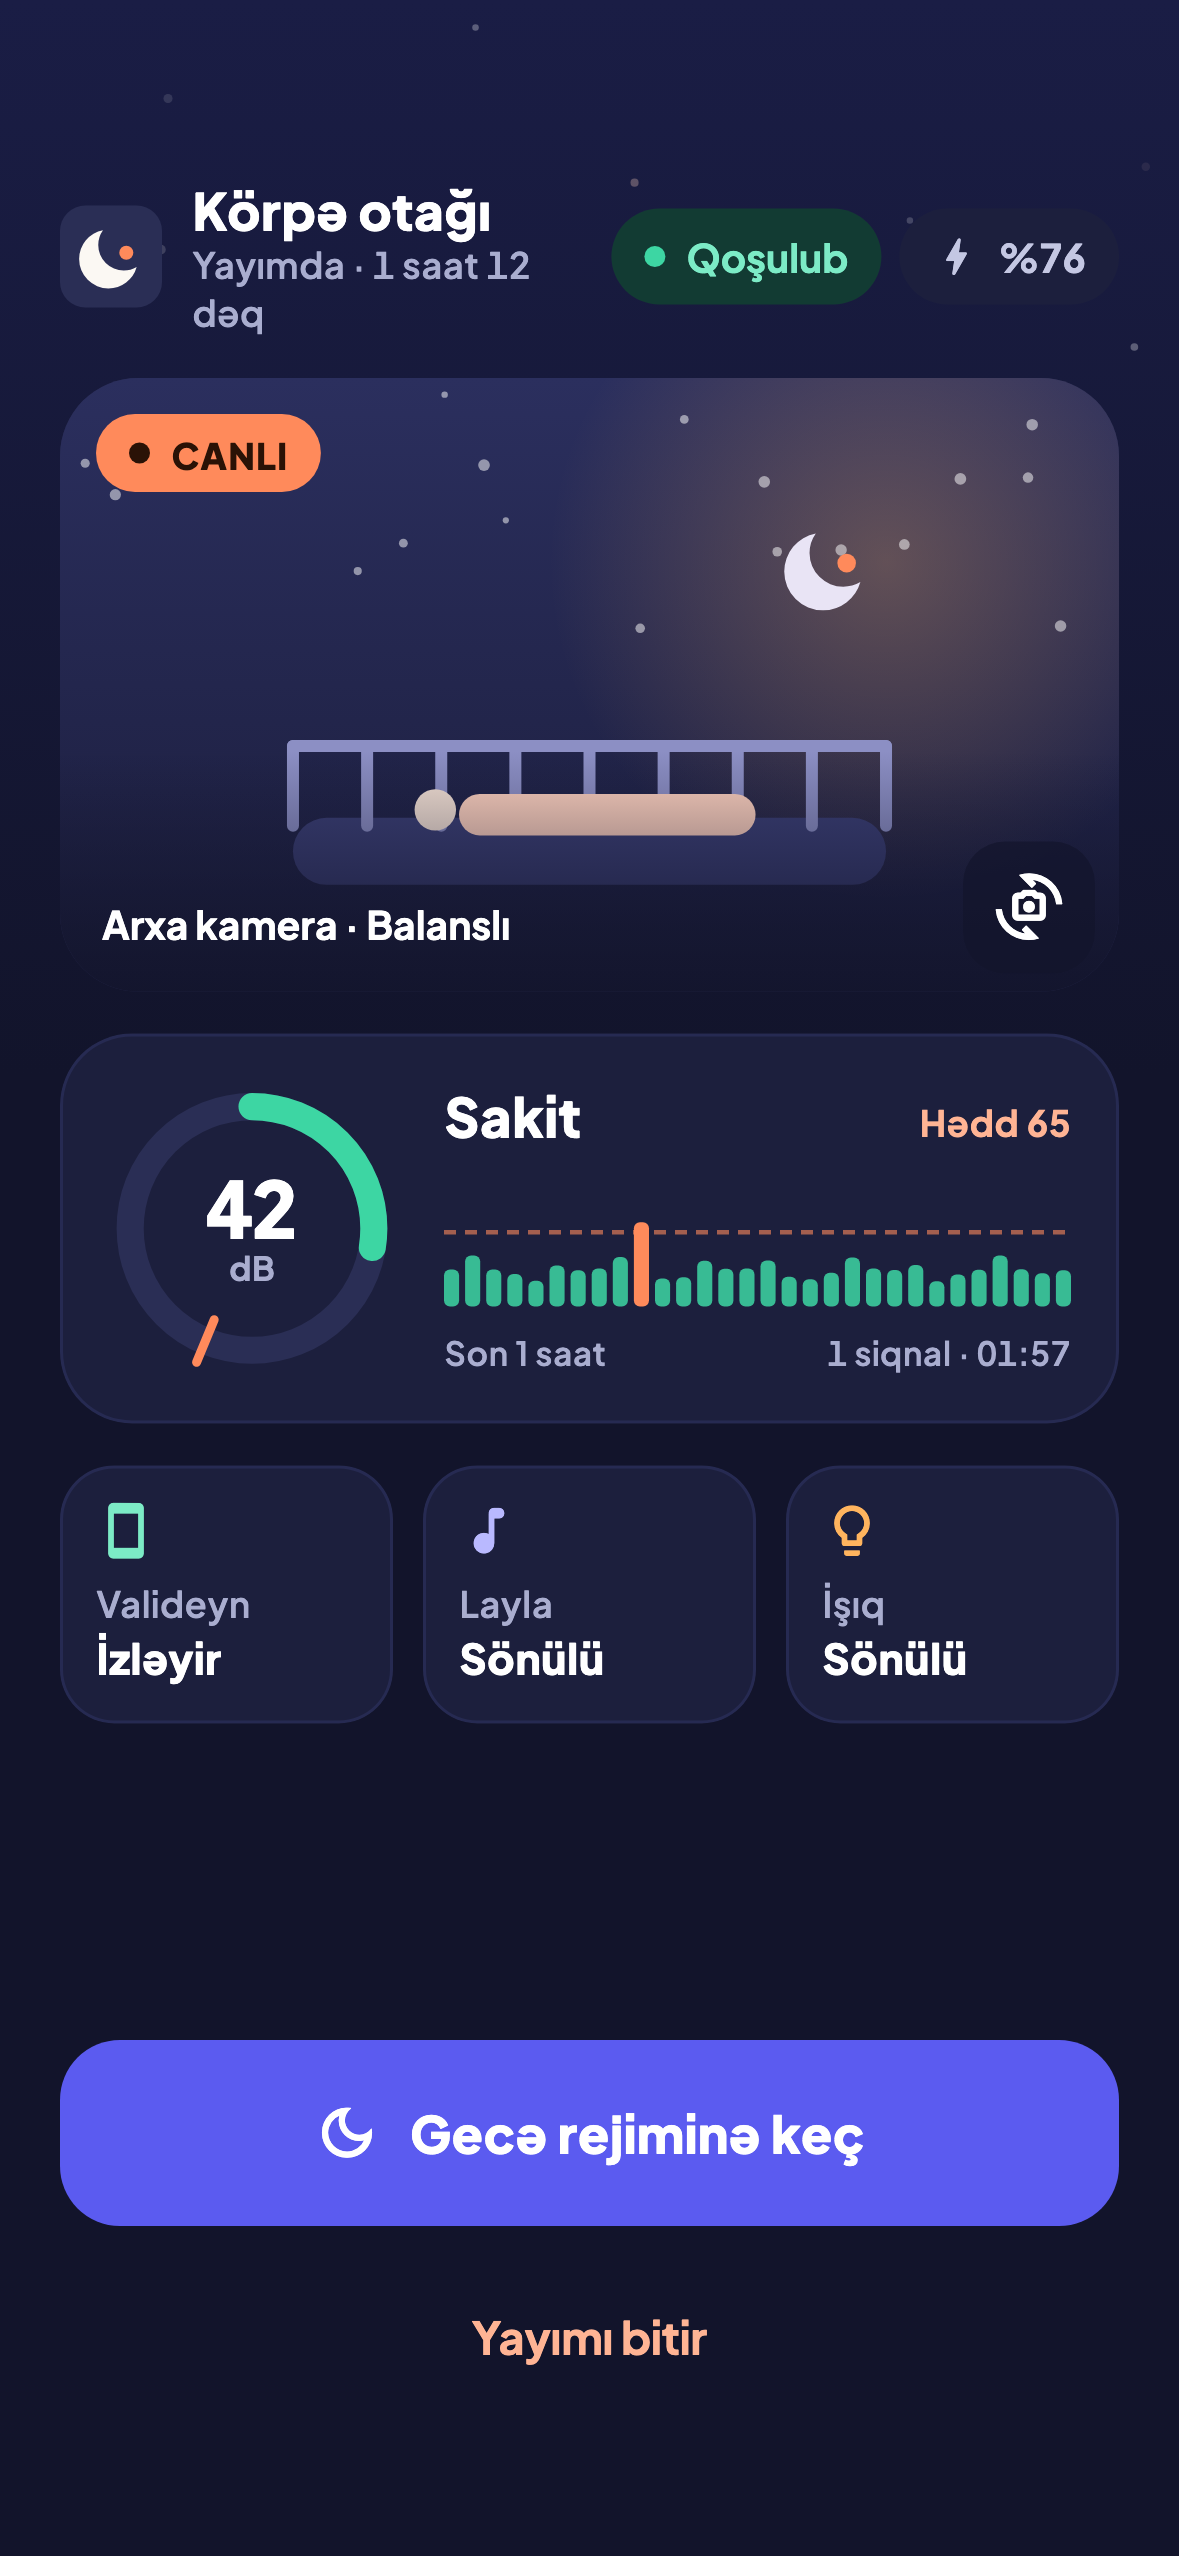 Körpə otağı
Yayımda · 1 saat 12
dəq
Qoşulub
%76
CANLI
Arxa kamera · Balanslı
42
dB
Sakit
Hədd 65
Son 1 saat
1 siqnal · 01:57
Valideyn
İzləyir
Layla
Sönülü
İşıq
Sönülü
Gecə rejiminə keç
Yayımı bitir